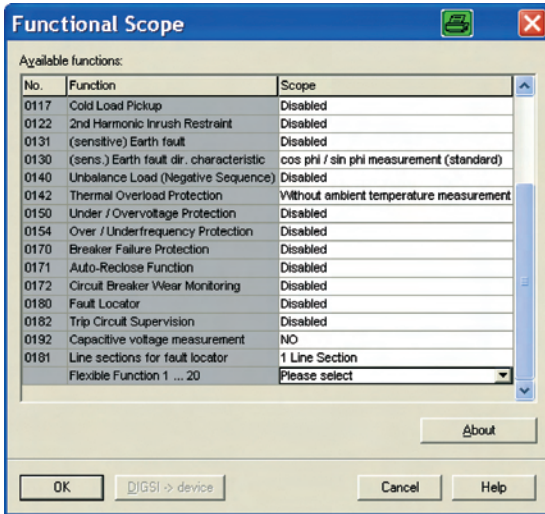 Functional Scope
Available functions:
No. Function Scope
0117 Cold Load Pickup Disabled
0122 2nd Harmonic Inrush Restraint Disabled
0131 (sensitive) Earth fault Disabled
0130 (sens.) Earth fault dir. characteristic cos phi / sin phi measurement (standard)
0140 Unbalance Load (Negative Sequence) Disabled
0142 Thermal Overload Protection Without ambient temperature measurement
0150 Under / Overvoltage Protection Disabled
0154 Over / Underfrequency Protection Disabled
0170 Breaker Failure Protection Disabled
0171 Auto-Reclose Function Disabled
0172 Circuit Breaker Wear Monitoring Disabled
0180 Fault Locator Disabled
0182 Trip Circuit Supervision Disabled
0192 Capacitive voltage measurement NO
0181 Line sections for fault locator 1 Line Section
Flexible Function 1 ... 20 Please select
About
OK DIGSI -> device Cancel Help